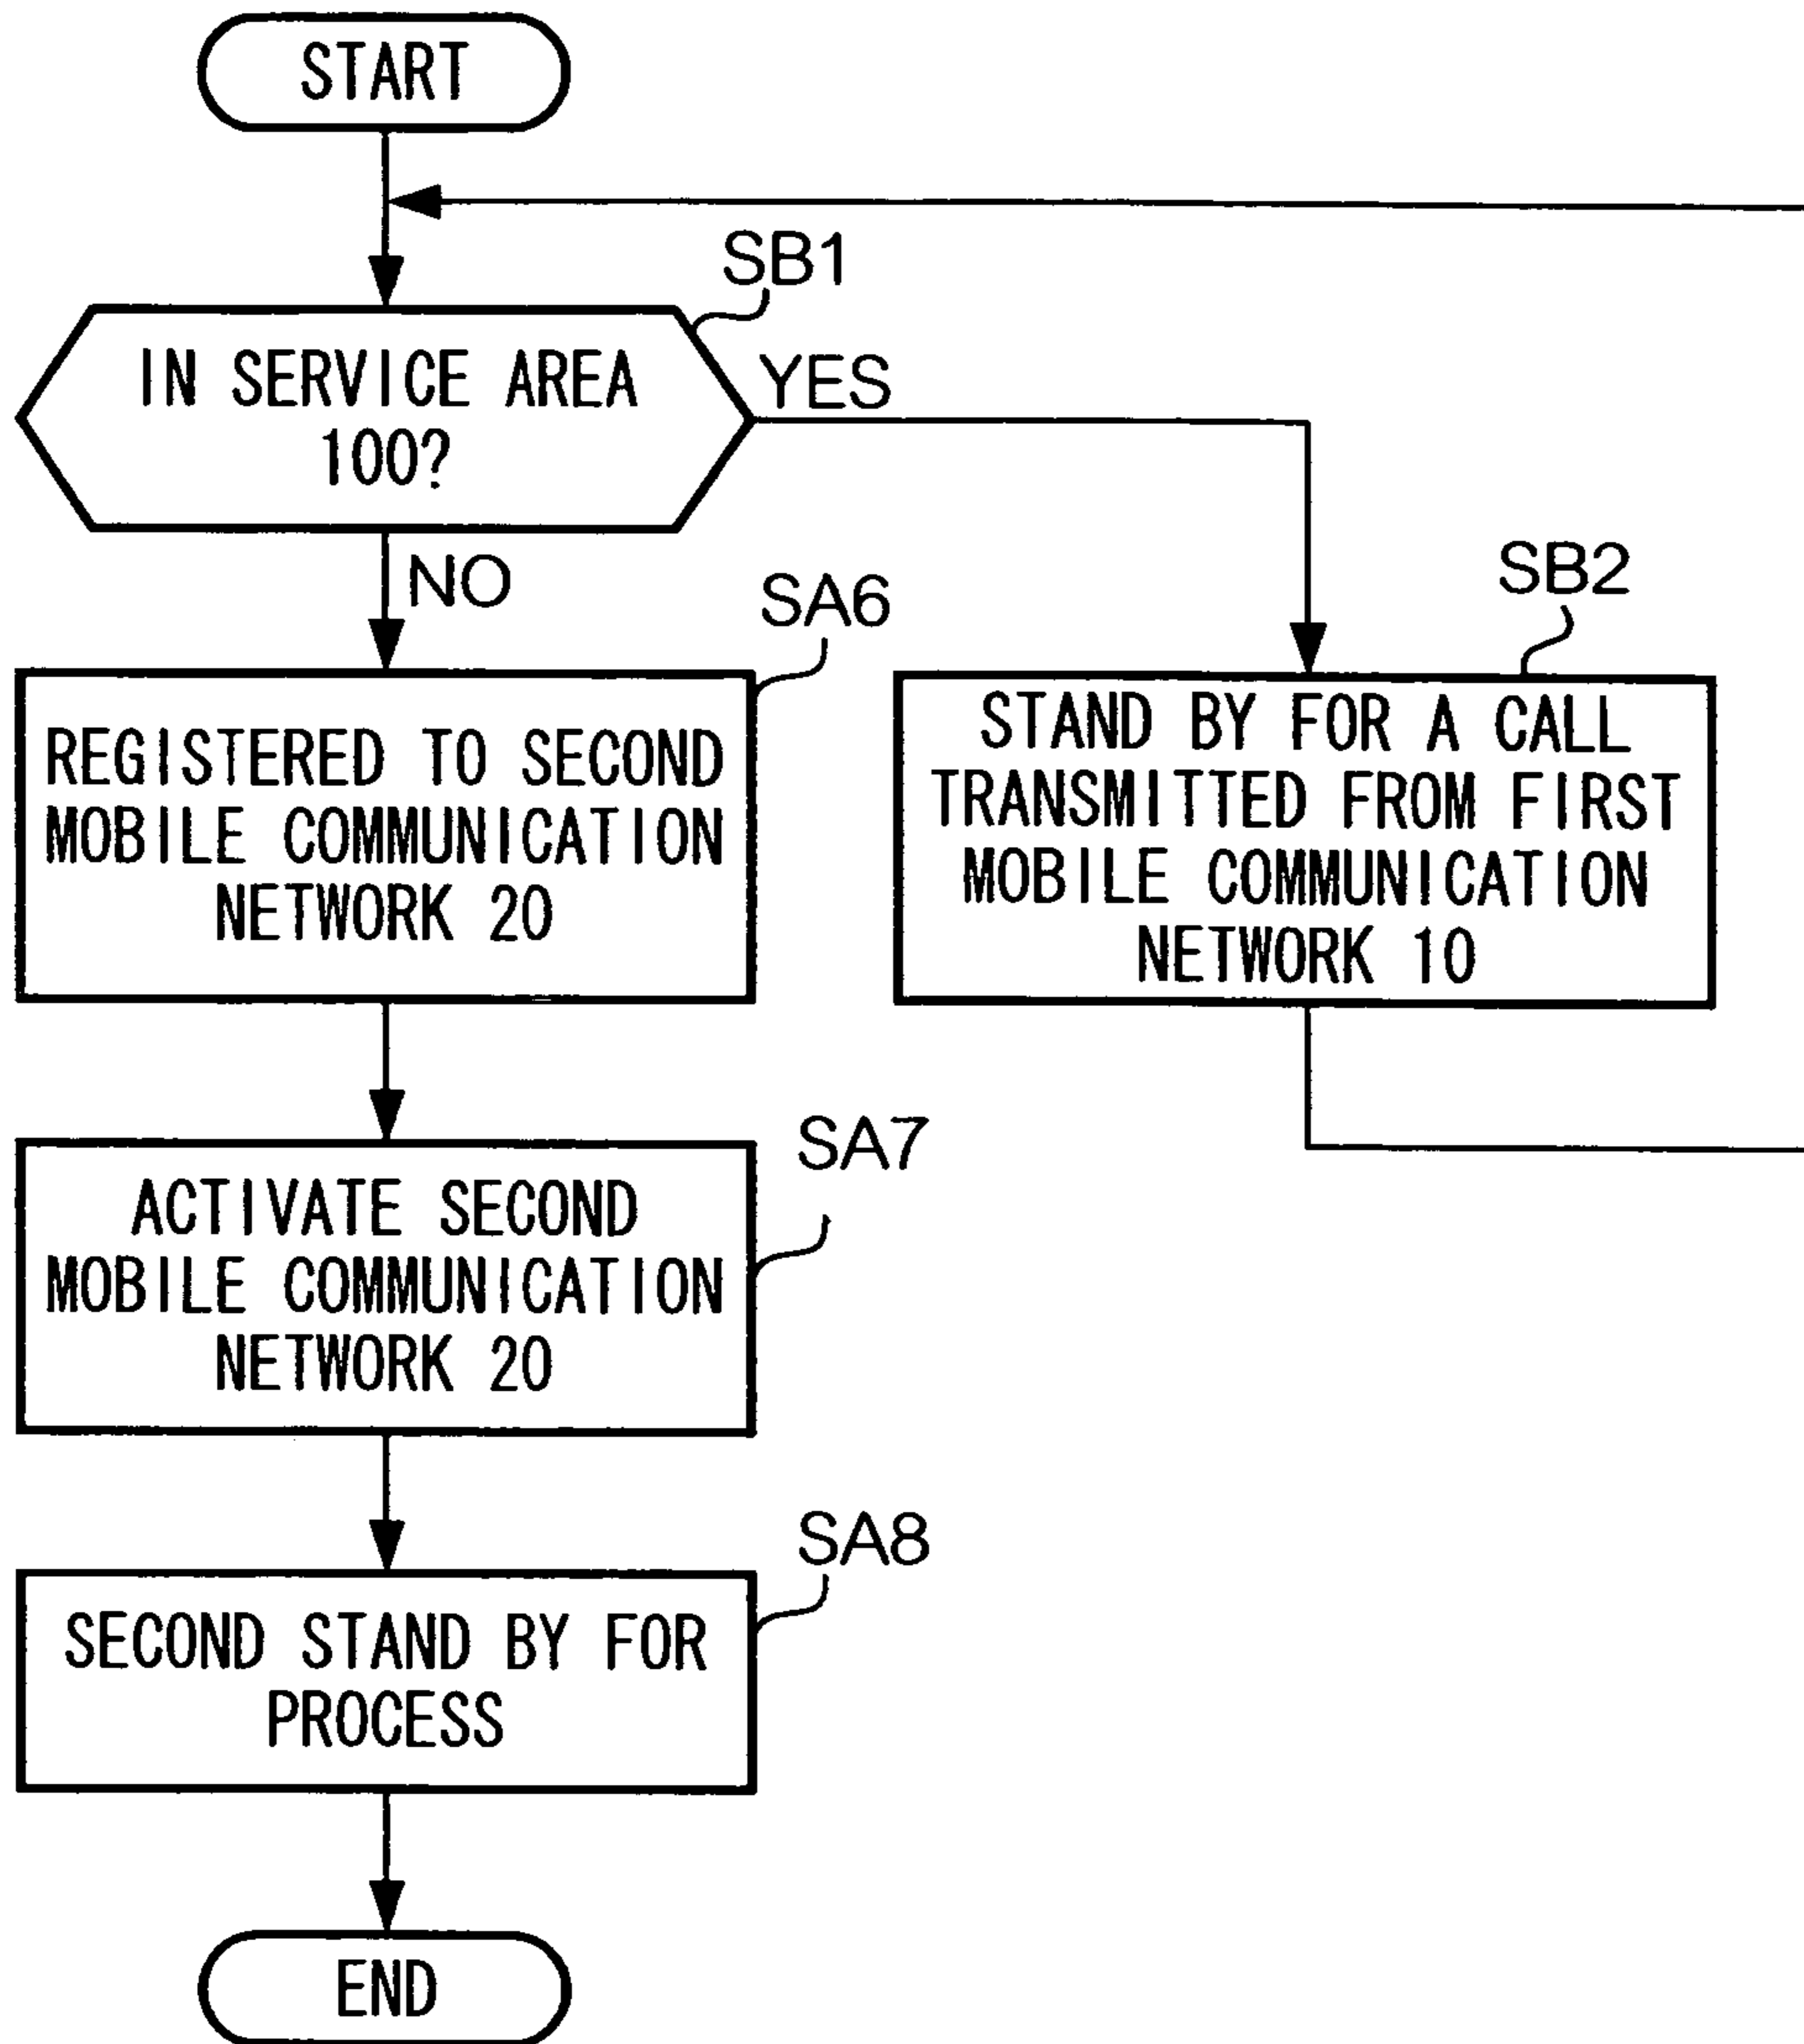 START
SB1
IN SERVICE AREA
100?
YES
NO
SA6
REGISTERED TO SECOND
MOBILE COMMUNICATION
NETWORK 20
SB2
STAND BY FOR A CALL
TRANSMITTED FROM FIRST
MOBILE COMMUNICATION
NETWORK 10
SA7
ACTIVATE SECOND
MOBILE COMMUNICATION
NETWORK 20
SA8
SECOND STAND BY FOR
PROCESS
END